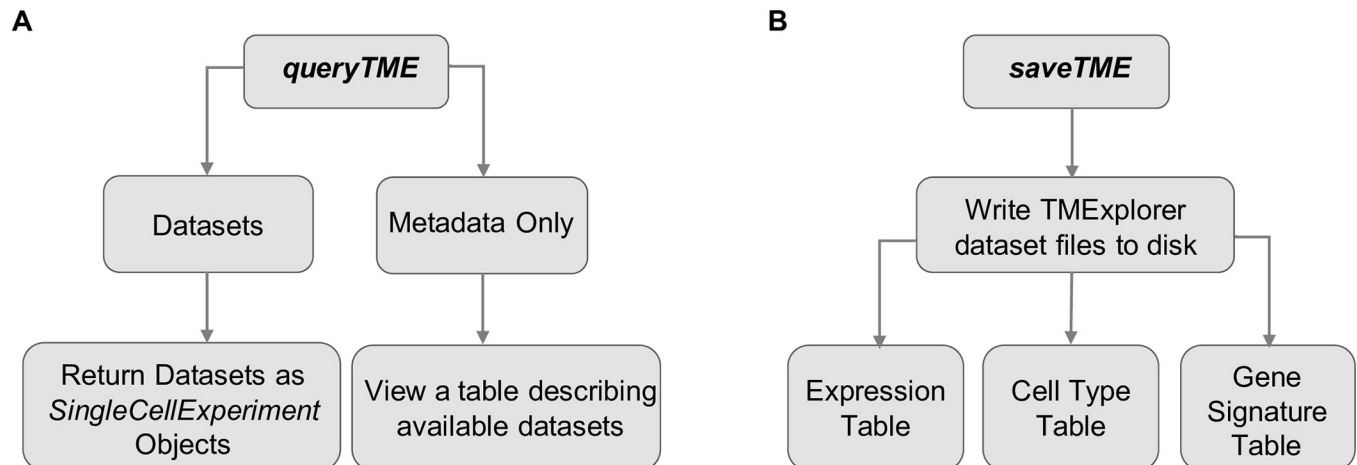 A
queryTME
Datasets
Metadata Only
Return Datasets as
SingleCellExperiment
Objects
View a table describing
available datasets
B
saveTME
Write TMExplorer
dataset files to disk
Expression
Table
Cell Type
Table
Gene
Signature
Table